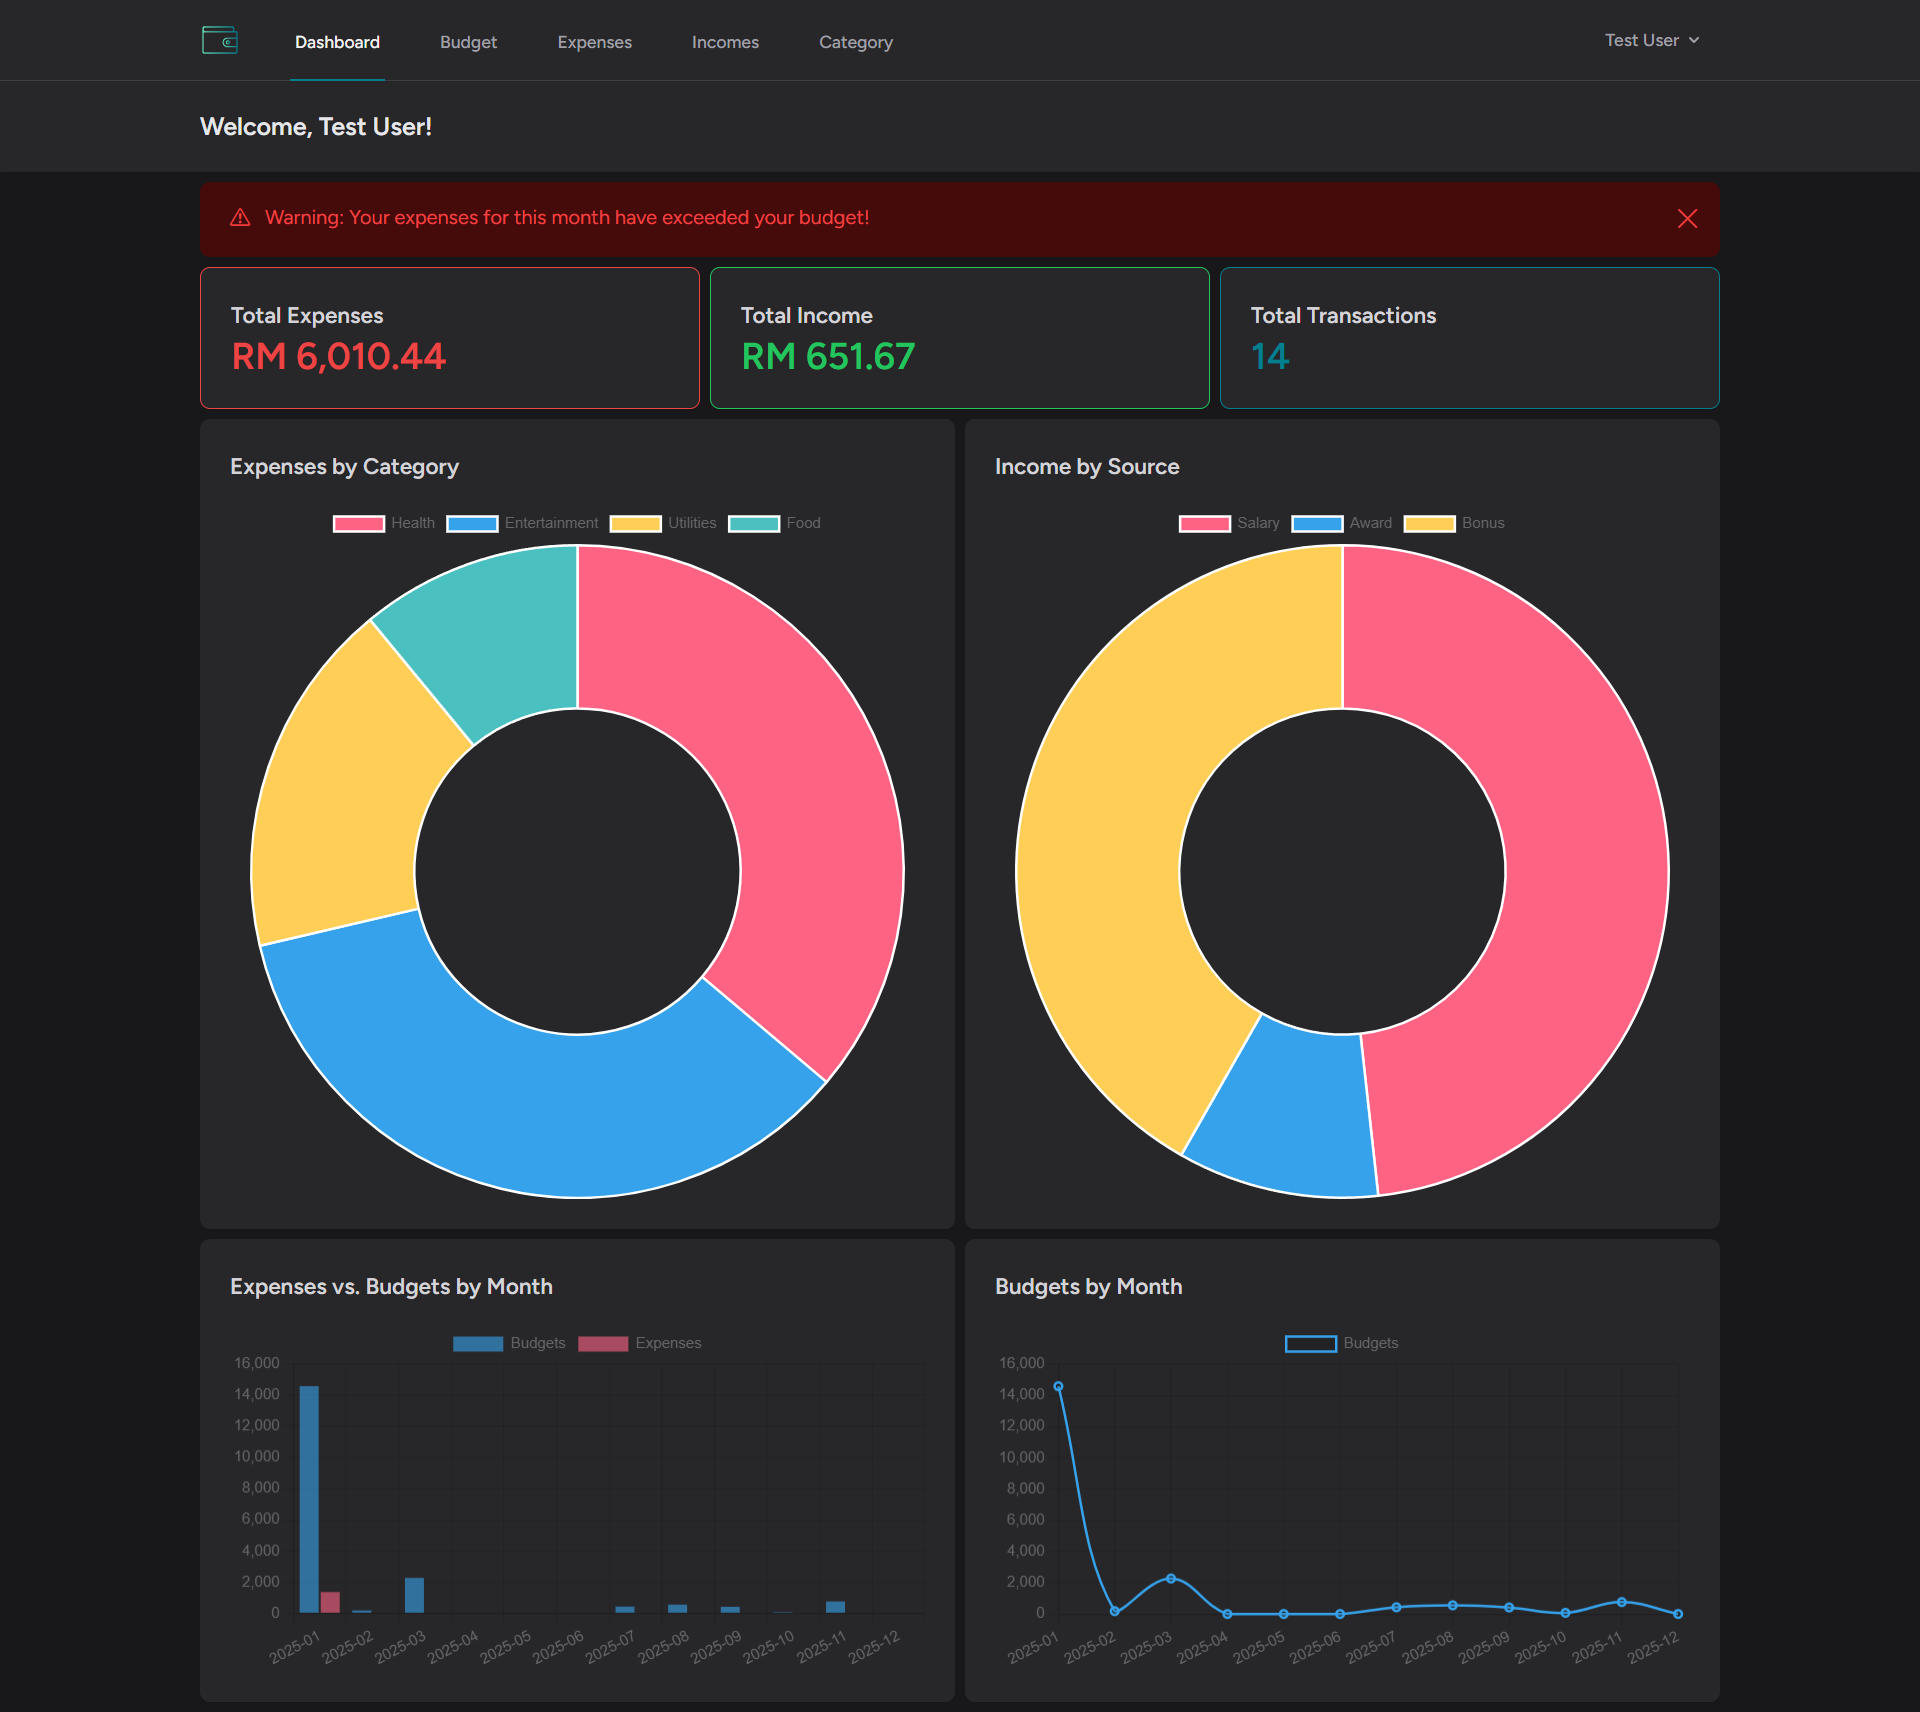 Dashboard Budget Expenses Incomes Category Test User
Welcome, Test User!
Warning: Your expenses for this month have exceeded your budget!
Total Expenses
RM 6,010.44
Total Income
RM 651.67
Total Transactions
14
Expenses by Category
Health Entertainment Utilities Food
Income by Source
Salary Award Bonus
Expenses vs. Budgets by Month
Budgets Expenses
16,000
14,000
12,000
10,000
8,000
6,000
4,000
2,000
0
2025-01 2025-02 2025-03 2025-04 2025-05 2025-06 2025-07 2025-08 2025-09 2025-10 2025-11 2025-12
Budgets by Month
Budgets
16,000
14,000
12,000
10,000
8,000
6,000
4,000
2,000
0
2025-01 2025-02 2025-03 2025-04 2025-05 2025-06 2025-07 2025-08 2025-09 2025-10 2025-11 2025-12